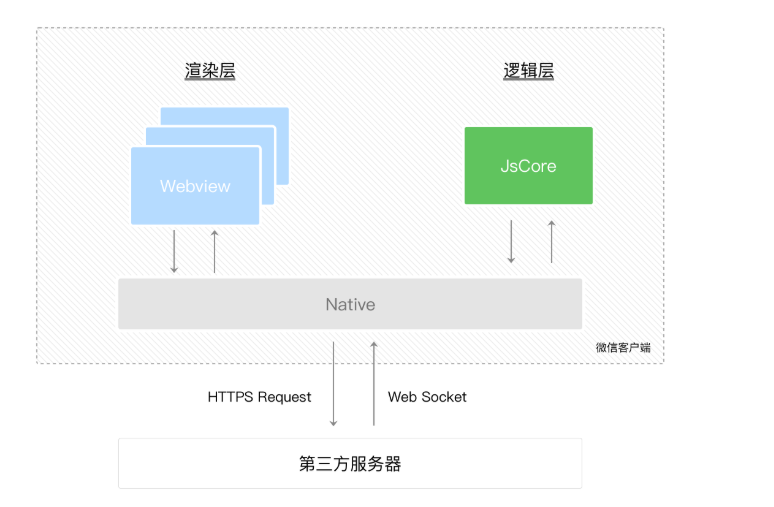 渲染层
逻辑层
Webview
JsCore
Native
微信客户端
HTTPS Request
Web Socket
第三方服务器